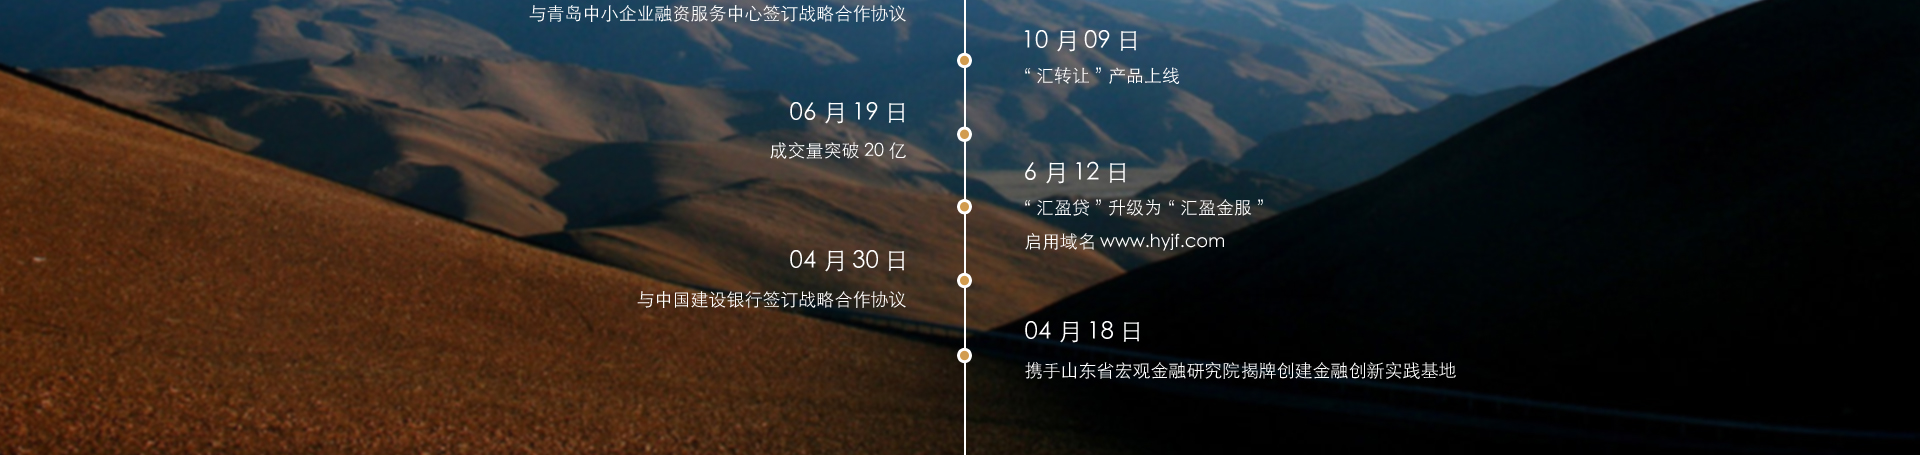 与青岛中小企业融资服务中心签订战略合作协议
10 月 09 日
“ 汇转让 ” 产品上线
06 月 19 日
成交量突破 20 亿
6 月 12 日
“ 汇盈贷 ” 升级为 “ 汇盈金服 ”
启用域名 www.hyjf.com
04 月 30 日
与中国建设银行签订战略合作协议
04 月 18 日
携手山东省宏观金融研究院揭牌创建金融创新实践基地